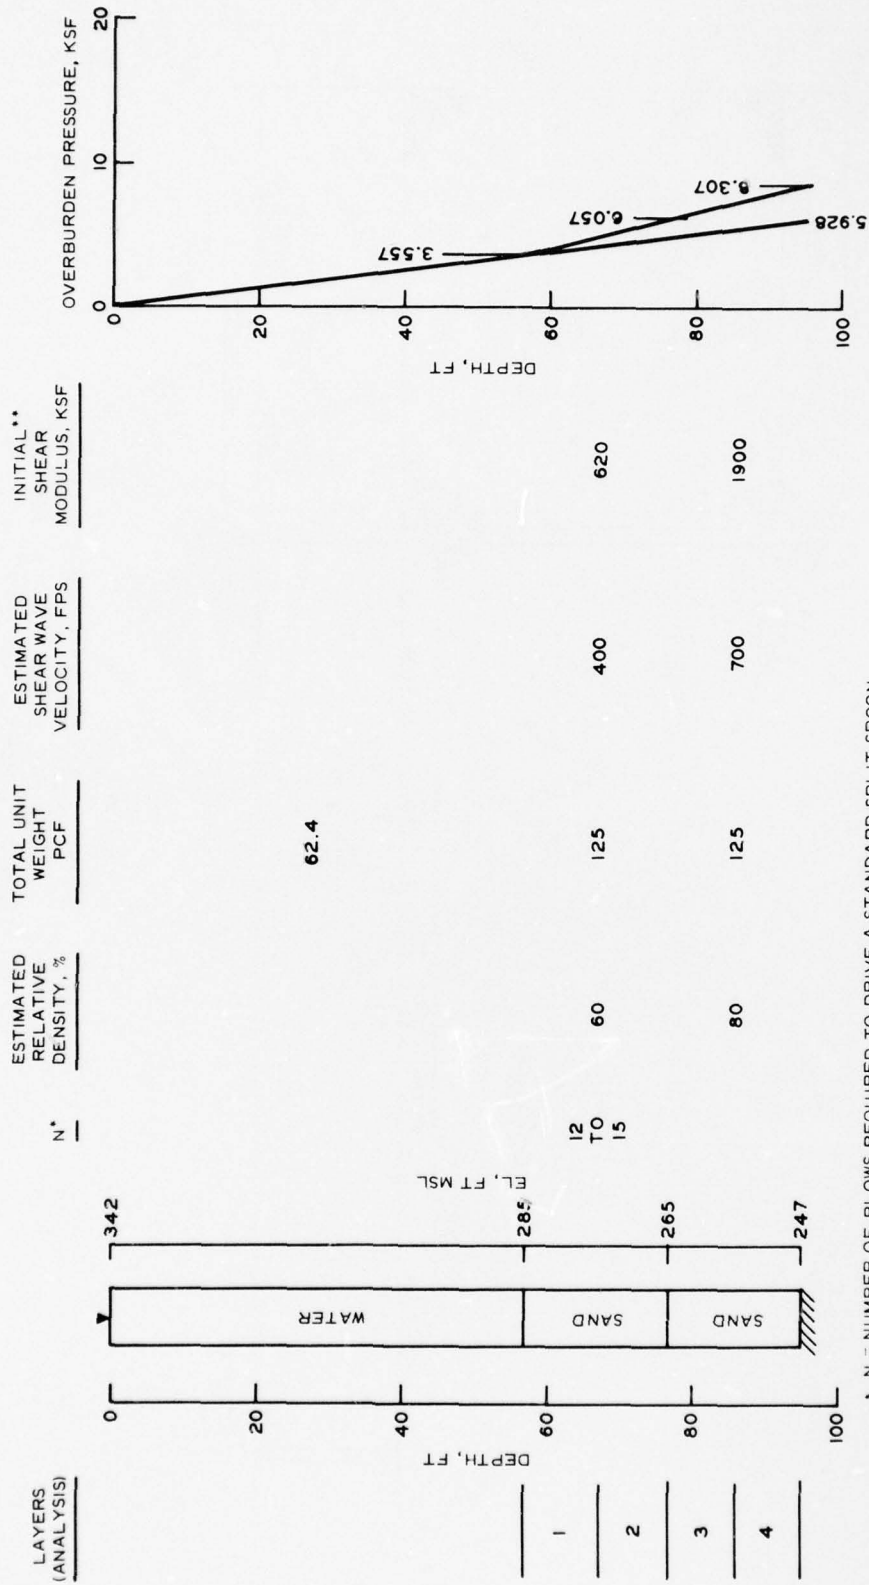 LAYERS
(ANALYSIS)
1
2
3
4
DEPTH, FT
0
20
40
60
80
100
WATER
SAND
SAND
342
285
265
247
EL, FT MSL
N*
12
TO
15
ESTIMATED
RELATIVE
DENSITY, %
60
80
TOTAL UNIT
WEIGHT
PCF
62.4
125
125
ESTIMATED
SHEAR WAVE
VELOCITY, FPS
400
700
INITIAL**
SHEAR
MODULUS, KSF
620
1900
OVERBURDEN PRESSURE, KSF
0
10
20
DEPTH, FT
0
20
40
60
80
100
3.557
6.057
8.307
5.928
N = NUMBER OF BLOWS REQUIRED TO DRIVE A STANDARD SPLIT SPOON